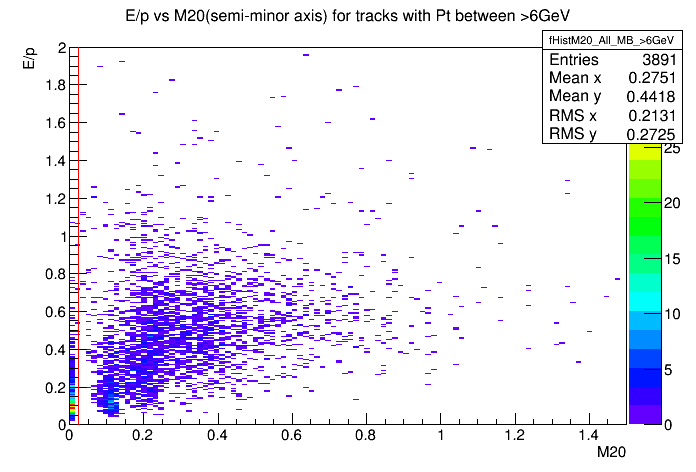 E/p vs M20(semi-minor axis) for tracks with Pt between >6GeV
fHistM20_All_MB_>6GeV
Entries 3891
Mean x 0.2751
Mean y 0.4418
RMS x 0.2131
RMS y 0.2725
E/p
2
1.8
1.6
1.4
1.2
1
0.8
0.6
0.4
0.2
0
0 0.2 0.4 0.6 0.8 1 1.2 1.4
M20
25
20
15
10
5
0